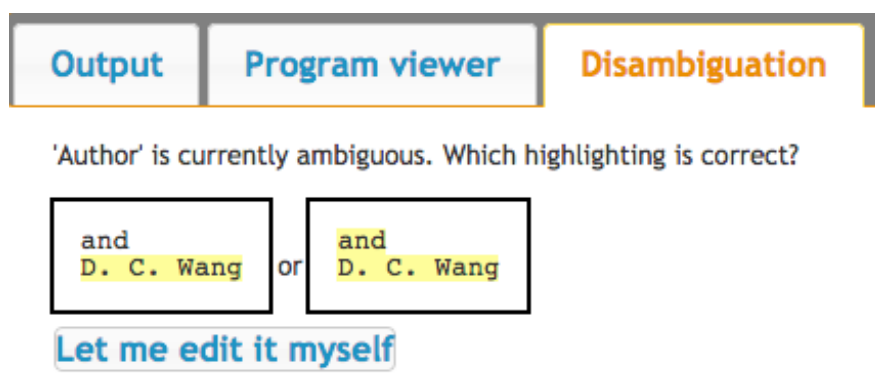 Output Program viewer Disambiguation
'Author' is currently ambiguous. Which highlighting is correct?
and
D. C. Wang
or
and
D. C. Wang
Let me edit it myself